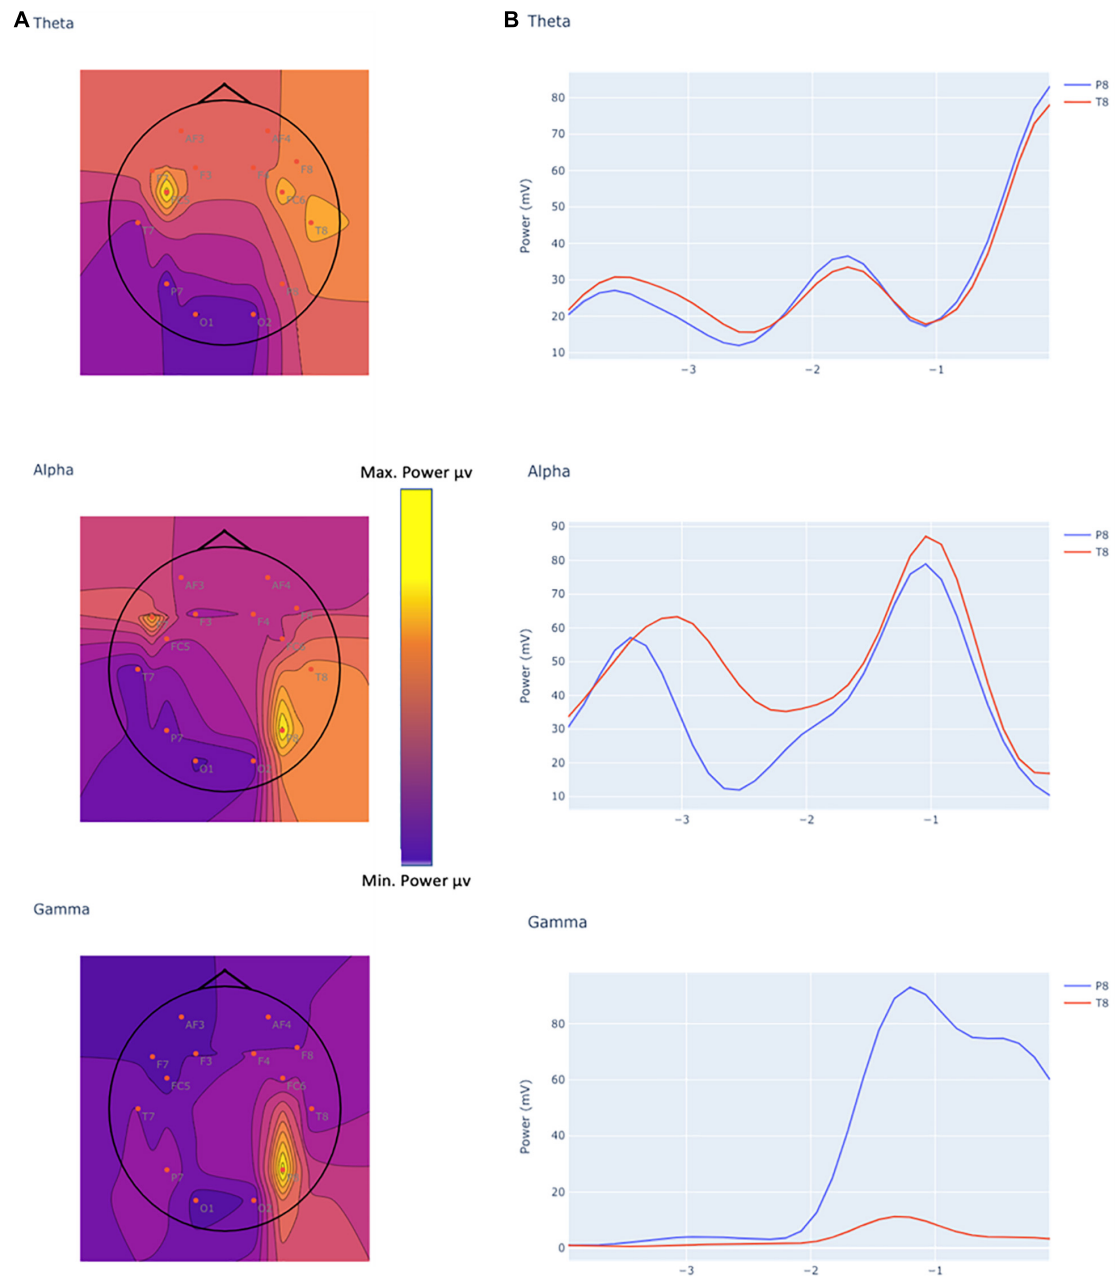 A Theta
AF3
AF4
F3
F8
FC6
T7
T8
P7
O1
O2
B Theta
P8
T8
Power (mV)
80
70
60
50
40
30
20
10
−3
−2
−1
Alpha
AF3
AF4
F3
F4
FC5
T7
T8
P7
P8
O1
Max. Power μv
Min. Power μv
Alpha
P8
T8
Power (mV)
90
80
70
60
50
40
30
20
10
−3
−2
−1
Gamma
AF3
AF4
F7
F3
F4
F8
FC5
FC6
T7
T8
P7
O1
O2
Gamma
P8
T8
Power (mV)
80
60
40
20
0
−3
−2
−1